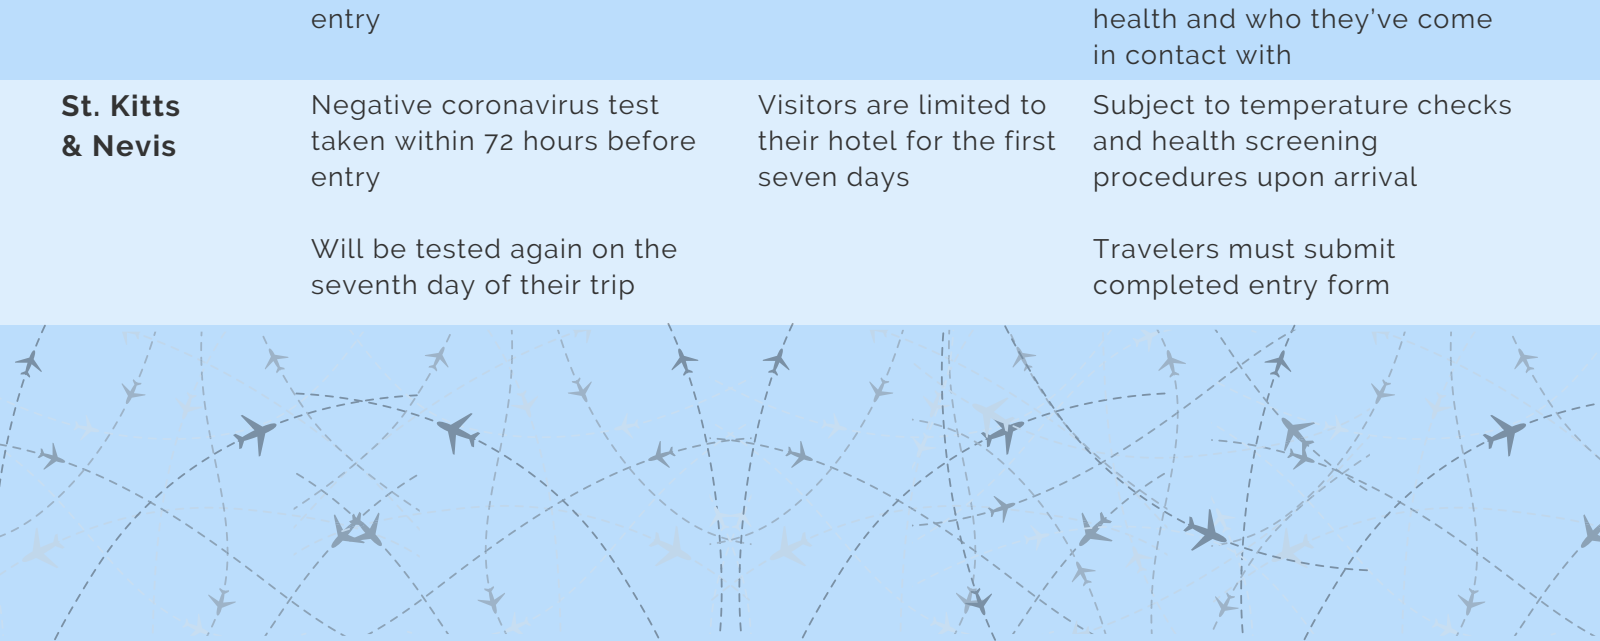 entry
health and who they've come
in contact with
St. Kitts
& Nevis
Negative coronavirus test
taken within 72 hours before
entry
Will be tested again on the
seventh day of their trip
Visitors are limited to
their hotel for the first
seven days
Subject to temperature checks
and health screening
procedures upon arrival
Travelers must submit
completed entry form